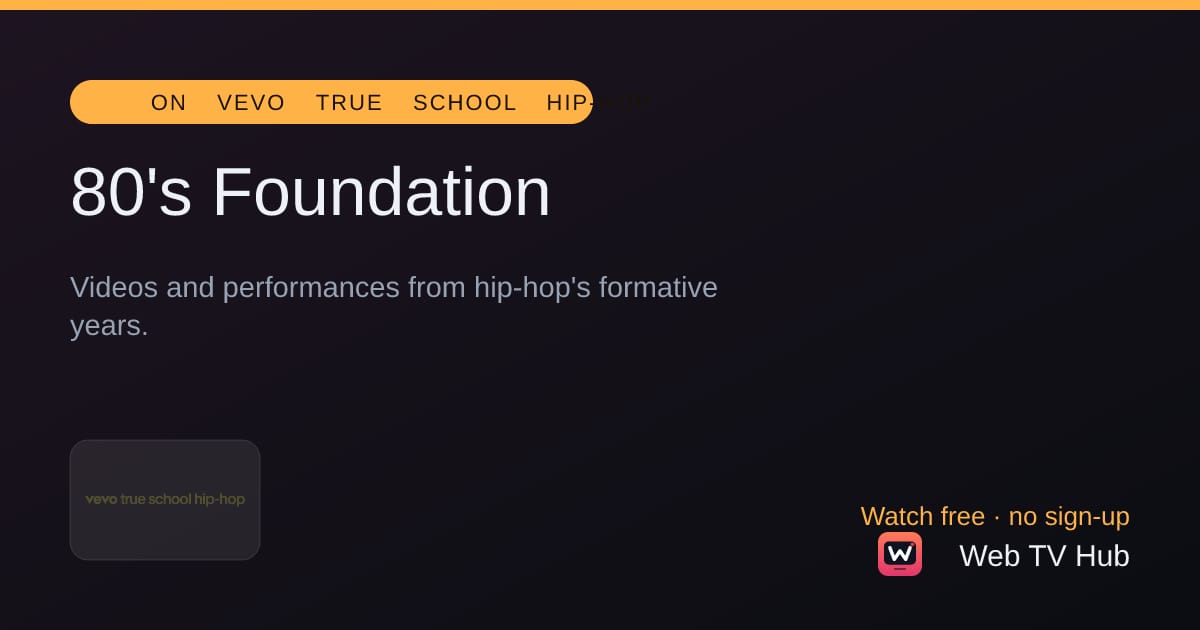 ON VEVO TRUE SCHOOL HIP-HOP
80's Foundation
Videos and performances from hip-hop's formative
years.
vevo true school hip-hop
Watch free · no sign-up
W
Web TV Hub